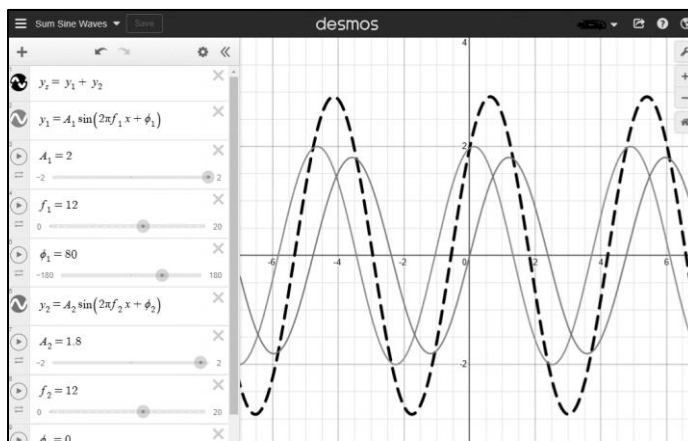 Sum Sine Waves
Save
desmos
y_s = y_1 + y_2
y_1 = A_1 sin(2πf_1 x + ϕ_1)
A_1 = 2
-2
2
f_1 = 12
0
20
ϕ_1 = 80
-180
180
y_2 = A_2 sin(2πf_2 x + ϕ_2)
A_2 = 1.8
-2
2
f_2 = 12
0
20
4
2
-6
-4
-2
0
2
4
6
-2